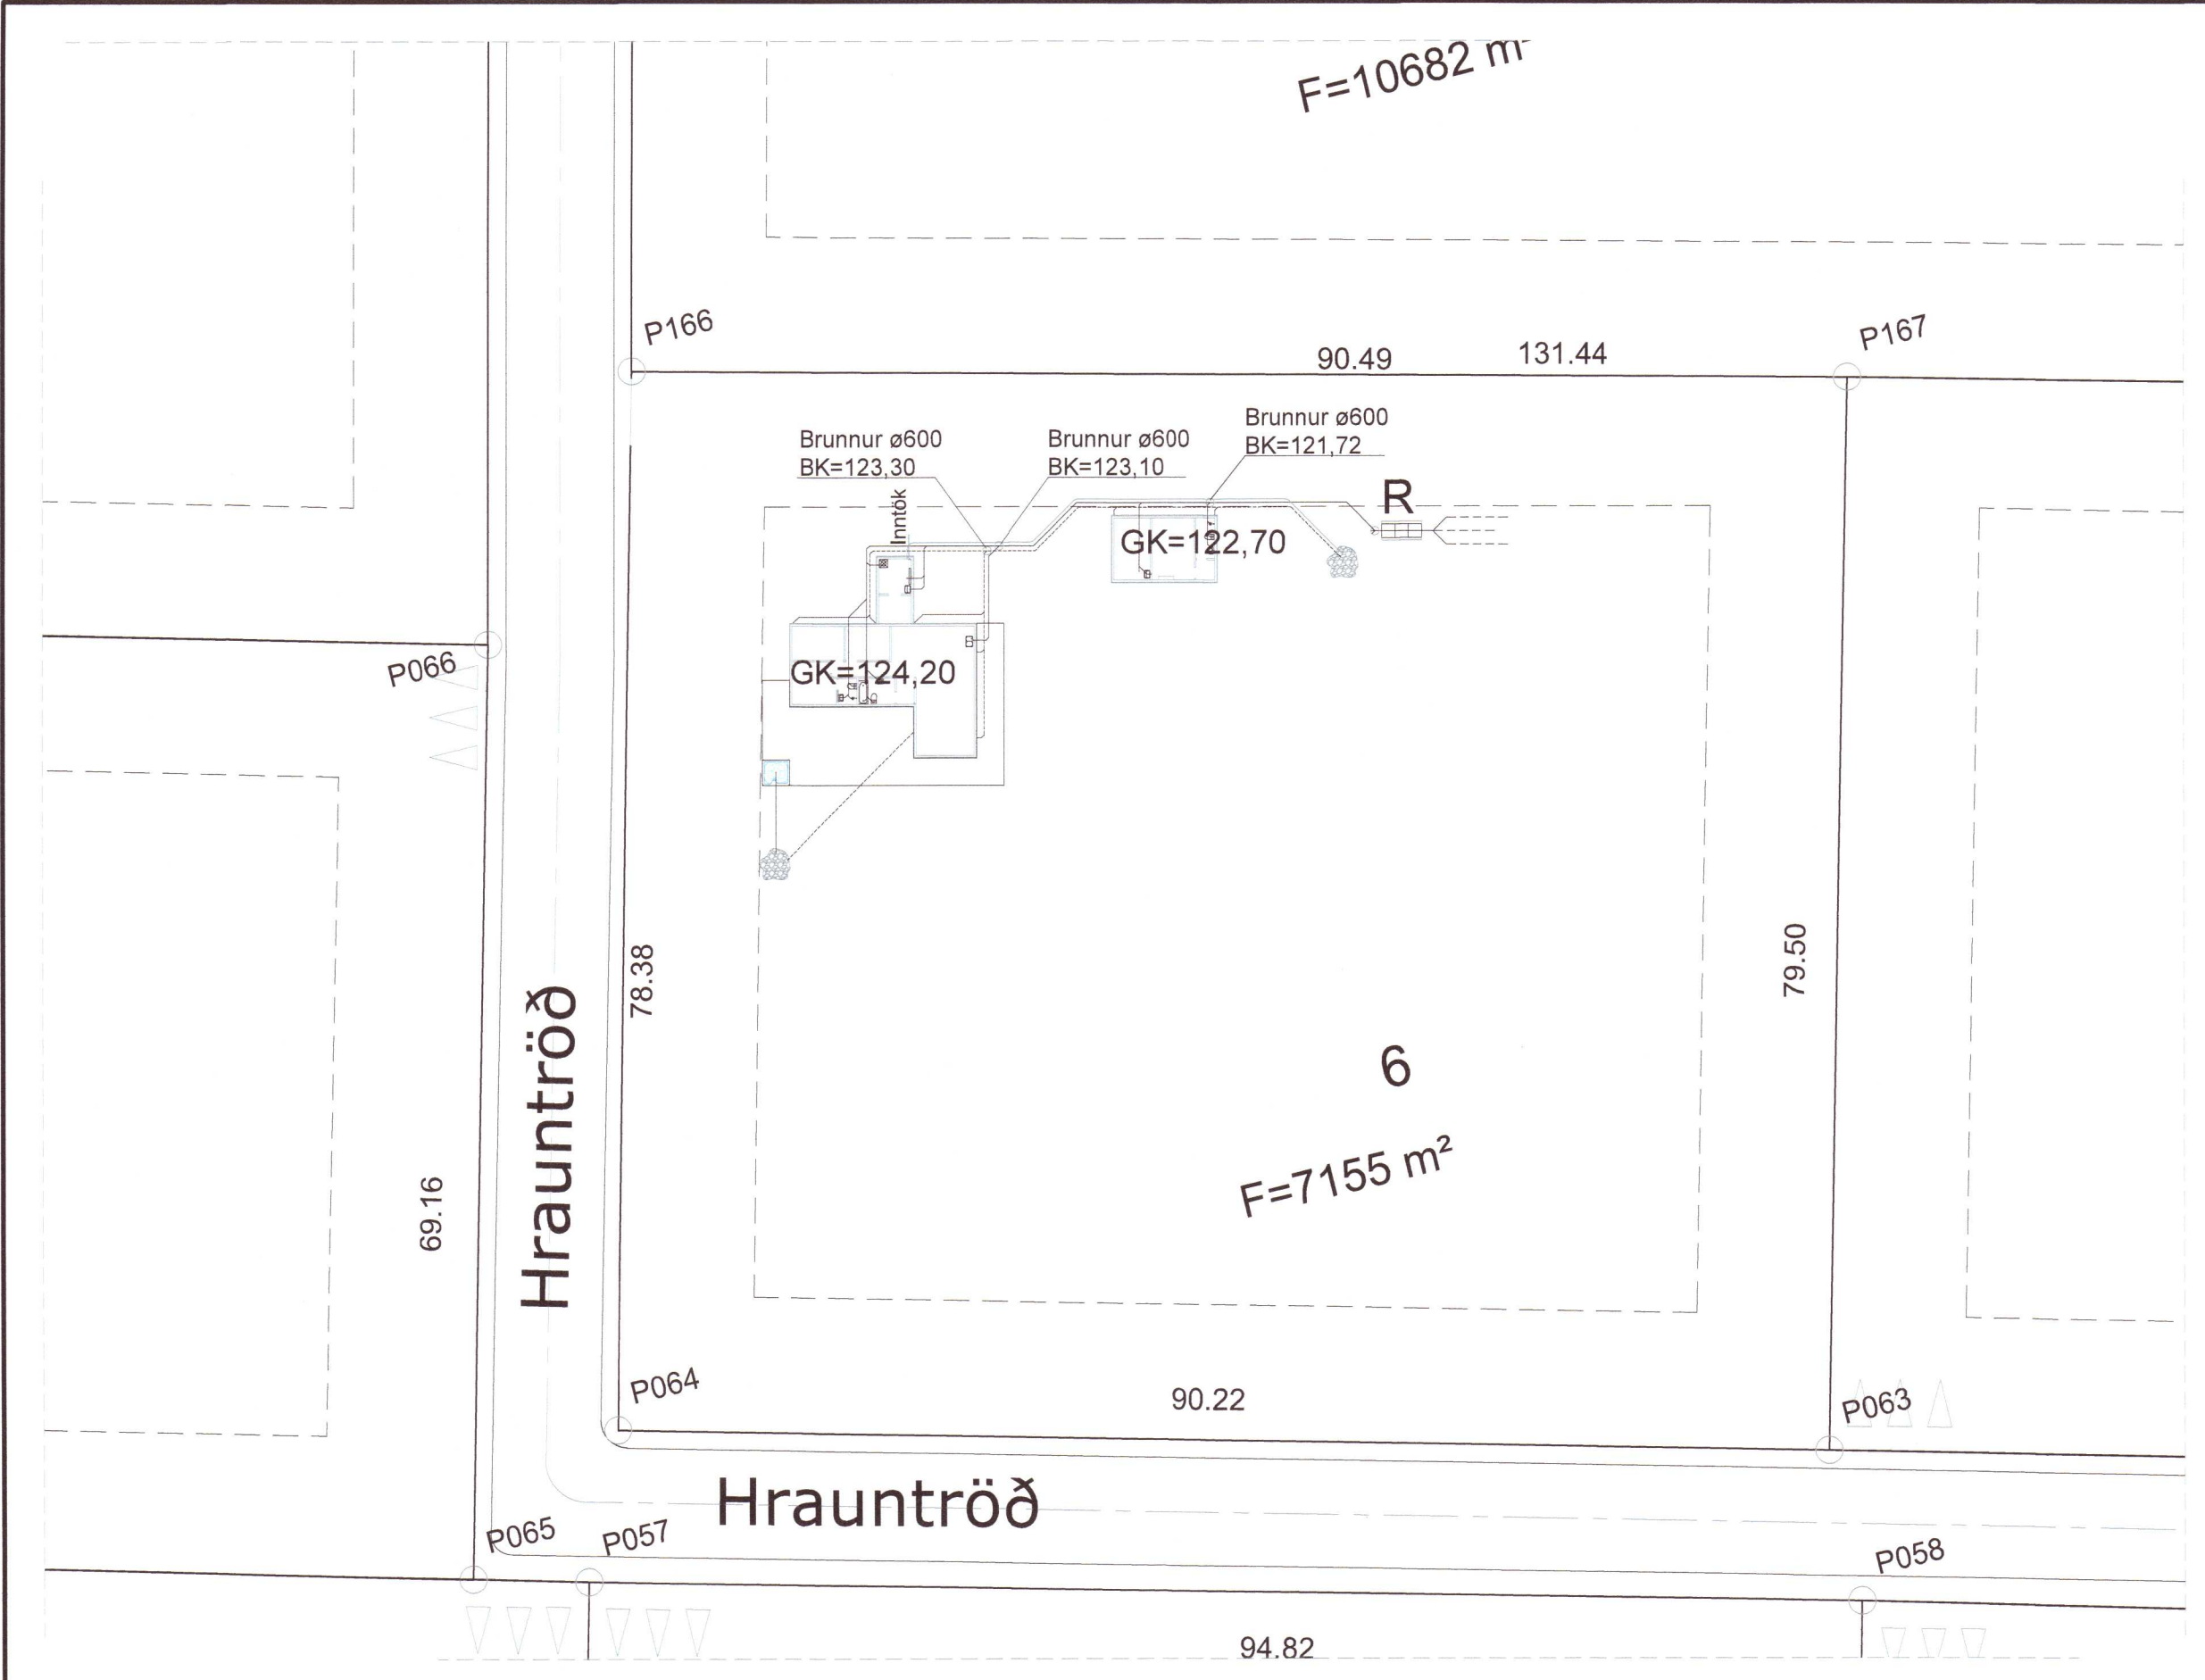 F=10682 m²
P166
90.49
131.44
P167
Brunnur ø600
BK=123,30
Brunnur ø600
BK=123,10
Brunnur ø600
BK=121,72
Inntök
R
GK=122,70
GK=124,20
P066
78.38
79.50
Hrauntröð
69.16
6
F=7155 m²
P064
90.22
P063
Hrauntröð
P065
P057
P058
94.82